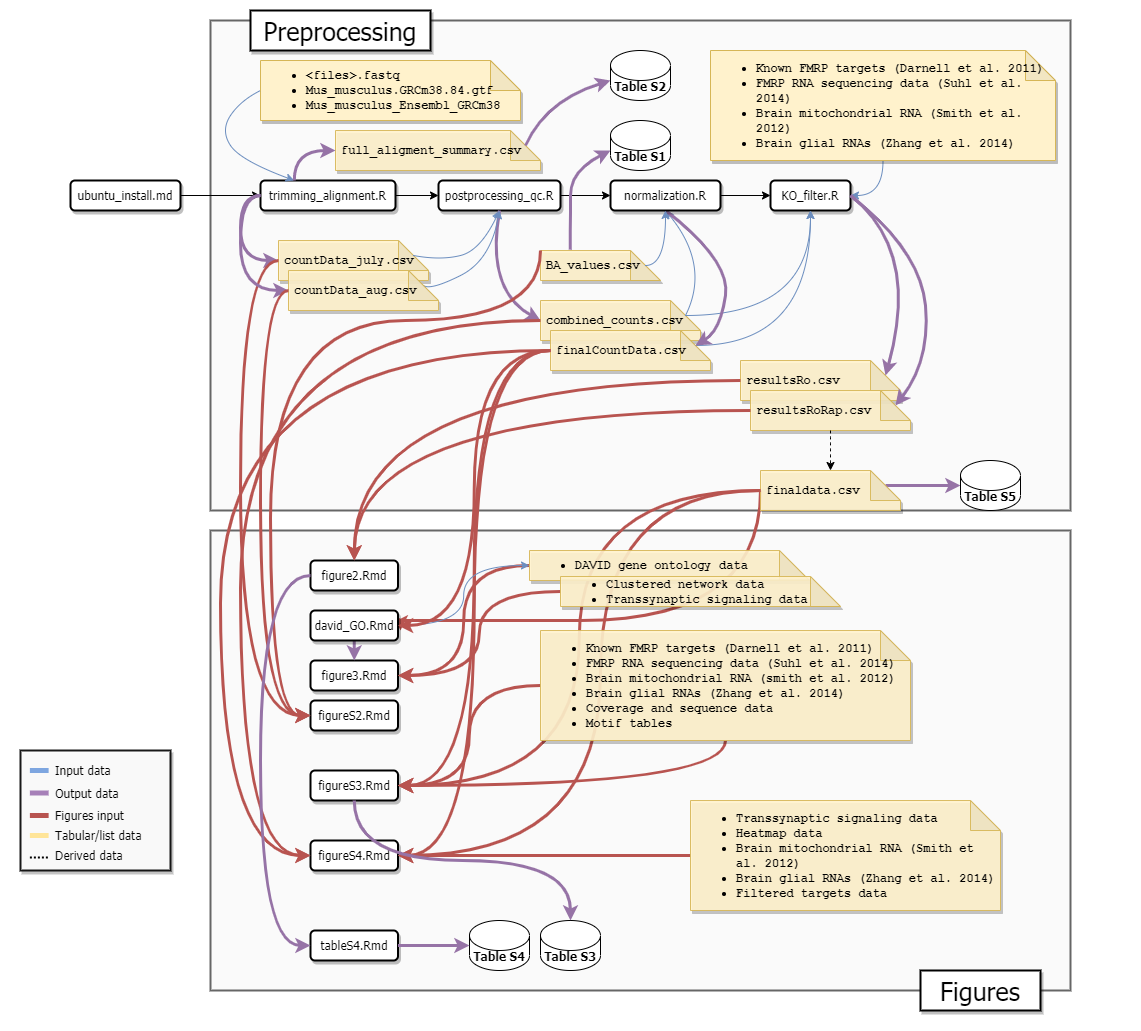 Preprocessing
<files>.fastq
Mus_musculus.GRCm38.84.gtf
Mus_musculus_Ensembl_GRCm38
Table S2
Known FMRP targets (Darnell et al. 2011)
FMRP RNA sequencing data (Suhl et al.
2014)
Brain mitochondrial RNA (Smith et al.
2012)
Brain glial RNAs (Zhang et al. 2014)
full_aligment_summary.csv
Table S1
ubuntu_install.md
trimming_alignment.R
postprocessing_qc.R
normalization.R
KO_filter.R
countData_july.csv
countData_aug.csv
BA_values.csv
combined_counts.csv
finalCountData.csv
resultsRo.csv
resultsRoRap.csv
finaldata.csv
Table S5
figure2.Rmd
DAVID gene ontology data
Clustered network data
Transsynaptic signaling data
david_GO.Rmd
figure3.Rmd
figureS2.Rmd
Known FMRP targets (Darnell et al. 2011)
FMRP RNA sequencing data (Suhl et al. 2014)
Brain mitochondrial RNA (smith et al. 2012)
Brain glial RNAs (Zhang et al. 2014)
Coverage and sequence data
Motif tables
figureS3.Rmd
Input data
Output data
Figures input
Tabular/list data
Derived data
figureS4.Rmd
Transsynaptic signaling data
Heatmap data
Brain mitochondrial RNA (Smith et
al. 2012)
Brain glial RNAs (Zhang et al. 2014)
Filtered targets data
tableS4.Rmd
Table S4
Table S3
Figures